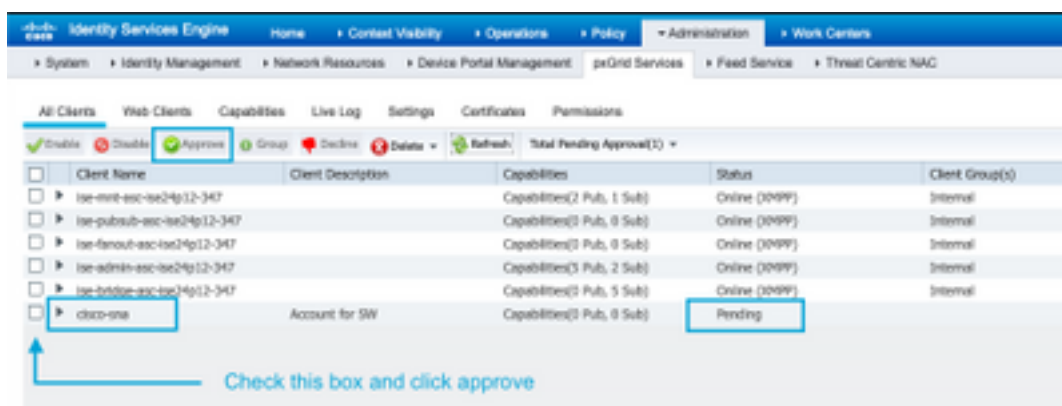 cisco Identity Services Engine Home Context Visibility Operations Policy Administration Work Centers
System Identity Management Network Resources Device Portal Management pxGrid Services Feed Service Threat Centric NAC
All Clients Web Clients Capabilities Live Log Settings Certificates Permissions
Enable Disable Approve Group Decline Delete Refresh Total Pending Approval(1)
Client Name Client Description Capabilities Status Client Group(s)
ise-mnt-asc-ise24p12-347 Capabilities(2 Pub, 1 Sub) Online (XMPP) Internal
ise-pubsub-asc-ise24p12-347 Capabilities(0 Pub, 0 Sub) Online (XMPP) Internal
ise-fanout-asc-ise24p12-347 Capabilities(0 Pub, 0 Sub) Online (XMPP) Internal
ise-admin-asc-ise24p12-347 Capabilities(5 Pub, 2 Sub) Online (XMPP) Internal
ise-bridge-asc-ise24p12-347 Capabilities(0 Pub, 5 Sub) Online (XMPP) Internal
cisco-sna Account for SW Capabilities(0 Pub, 0 Sub) Pending
Check this box and click approve